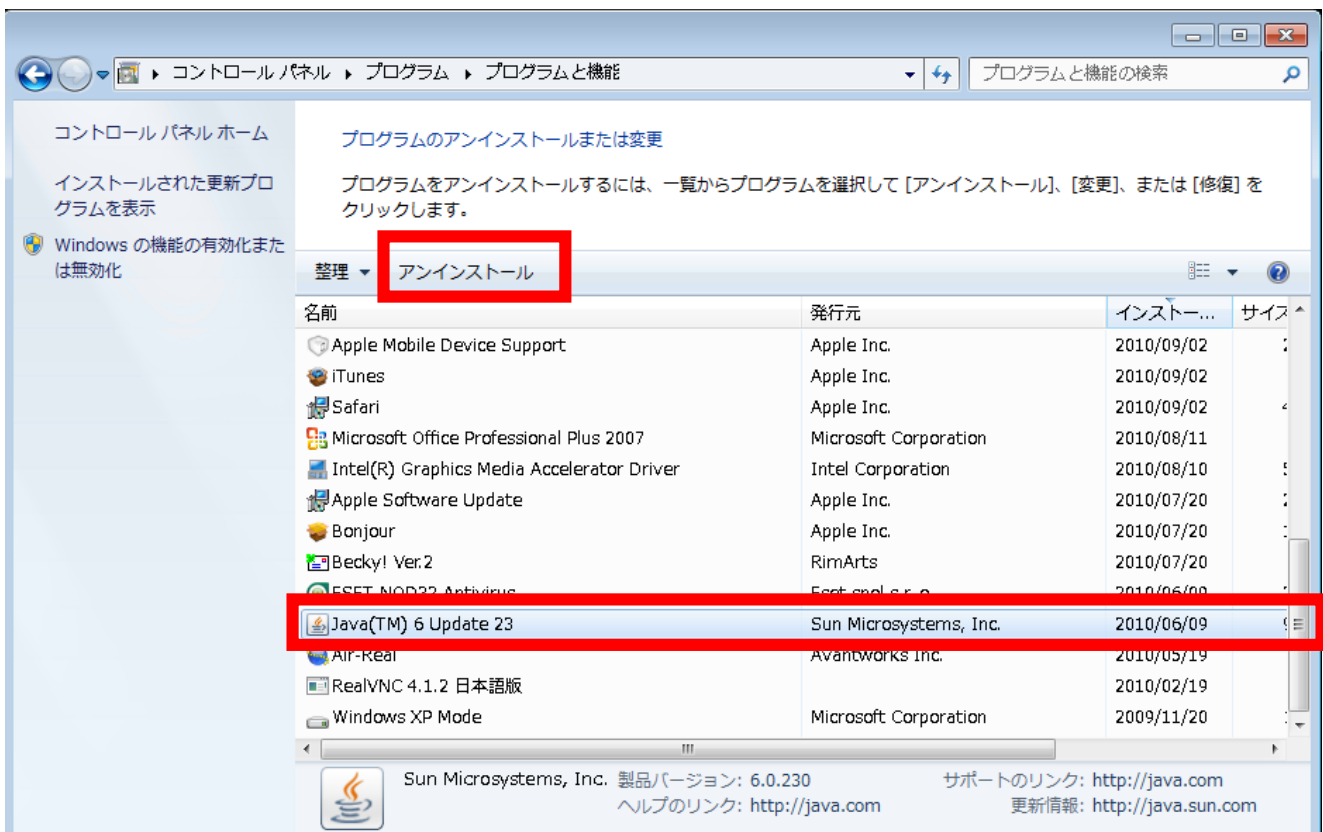 コントロール パネル ▸ プログラム ▸ プログラムと機能
プログラムと機能の検索
コントロール パネル ホーム
インストールされた更新プロ
グラムを表示
Windows の機能の有効化また
は無効化
プログラムのアンインストールまたは変更
プログラムをアンインストールするには、一覧からプログラムを選択して [アンインストール]、[変更]、または [修復] を
クリックします。
整理 アンインストール
名前 発行元 インストー... サイズ
Apple Mobile Device Support Apple Inc. 2010/09/02
iTunes Apple Inc. 2010/09/02
Safari Apple Inc. 2010/09/02
Microsoft Office Professional Plus 2007 Microsoft Corporation 2010/08/11
Intel(R) Graphics Media Accelerator Driver Intel Corporation 2010/08/10
Apple Software Update Apple Inc. 2010/07/20
Bonjour Apple Inc. 2010/07/20
Becky! Ver.2 RimArts 2010/07/20
ESET NOD32 Antivirus Eset spol s r. o. 2010/06/09
Java(TM) 6 Update 23 Sun Microsystems, Inc. 2010/06/09
Air-Real Avantworks Inc. 2010/05/19
RealVNC 4.1.2 日本語版 2010/02/19
Windows XP Mode Microsoft Corporation 2009/11/20
Sun Microsystems, Inc. 製品バージョン: 6.0.230 サポートのリンク: http://java.com
ヘルプのリンク: http://java.com 更新情報: http://java.sun.com